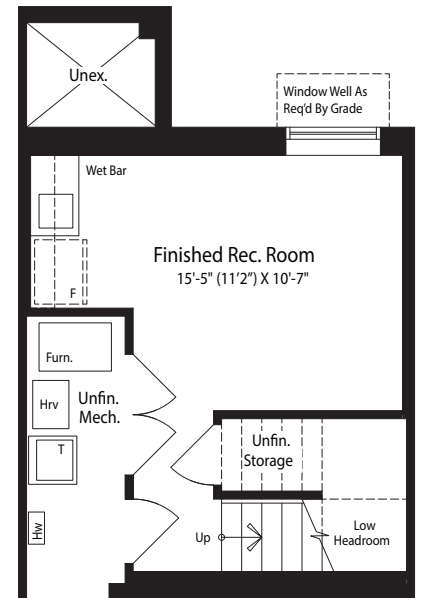 Unex.
Window Well As
Req'd By Grade
Wet Bar
Finished Rec. Room
15'-5" (11’2”) X 10'-7"
F
Furn.
Hrv
Unfin.
Mech.
T
Unfin.
Storage
Hw
Up
Low
Headroom